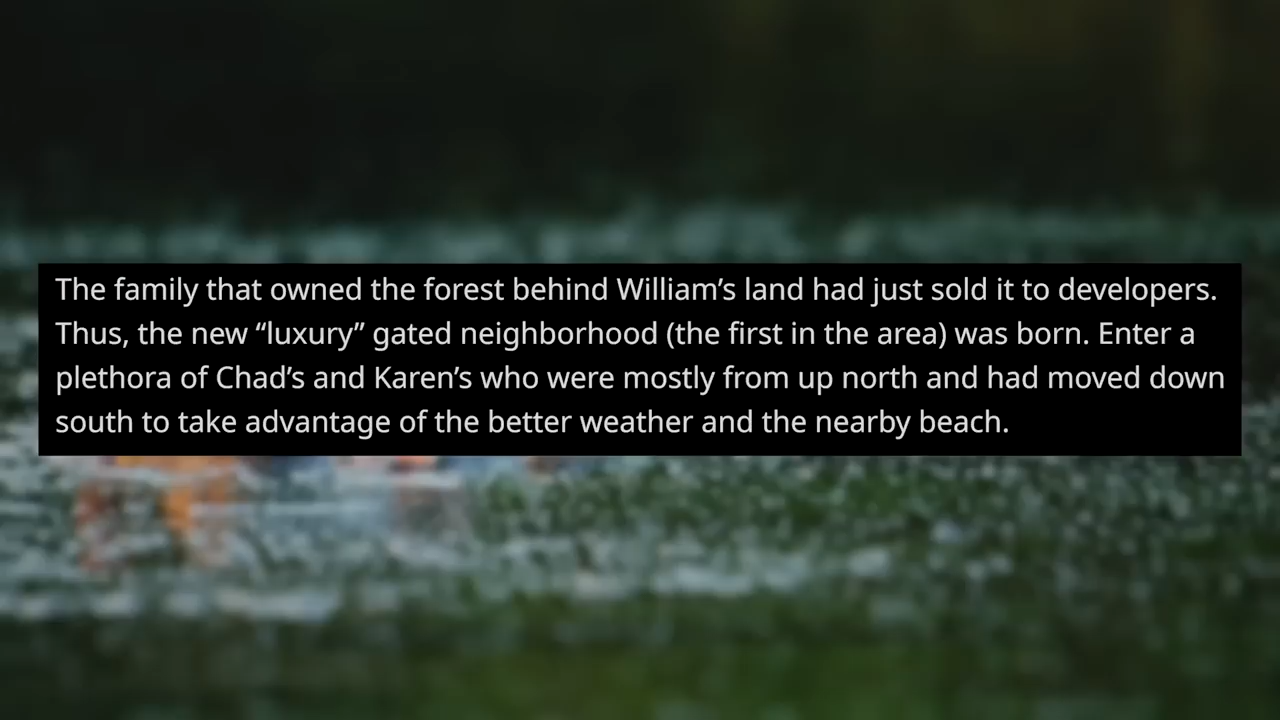 The family that owned the forest behind William’s land had just sold it to developers.
Thus, the new “luxury” gated neighborhood (the first in the area) was born. Enter a
plethora of Chad’s and Karen’s who were mostly from up north and had moved down
south to take advantage of the better weather and the nearby beach.